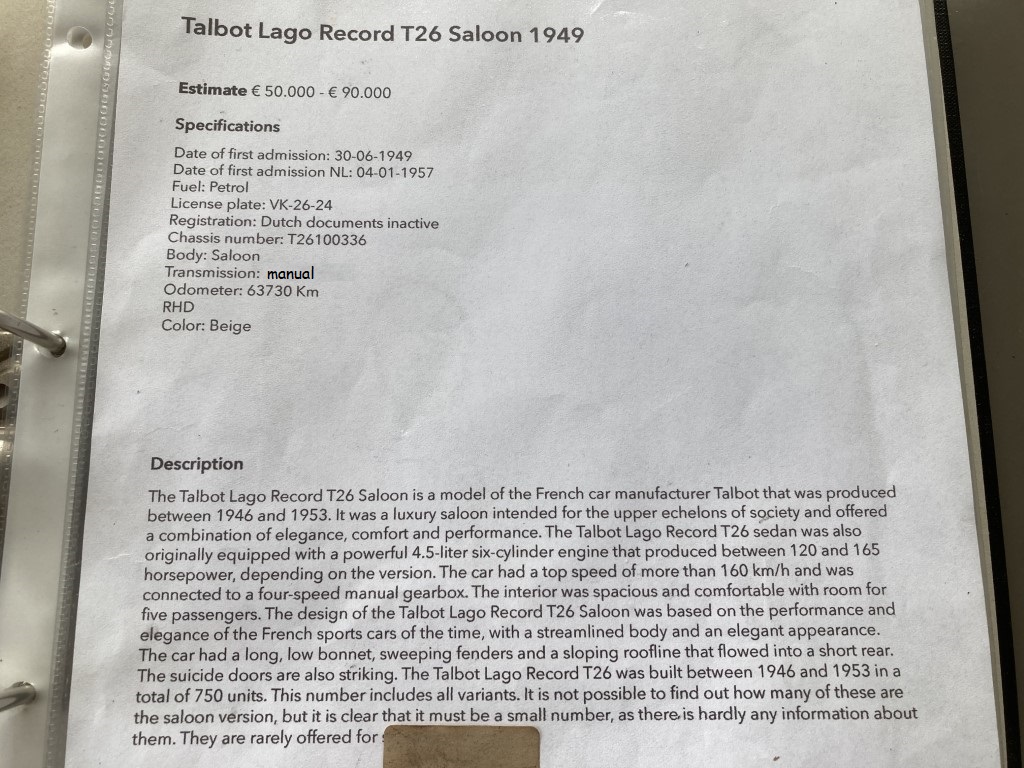 Talbot Lago Record T26 Saloon 1949
Estimate € 50.000 - € 90.000
Specifications
Date of first admission: 30-06-1949
Date of first admission NL: 04-01-1957
Fuel: Petrol
License plate: VK-26-24
Registration: Dutch documents inactive
Chassis number: T26100336
Body: Saloon
Transmission: manual
Odometer: 63730 Km
RHD
Color: Beige
Description
The Talbot Lago Record T26 Saloon is a model of the French car manufacturer Talbot that was produced
between 1946 and 1953. It was a luxury saloon intended for the upper echelons of society and offered
a combination of elegance, comfort and performance. The Talbot Lago Record T26 sedan was also
originally equipped with a powerful 4.5-liter six-cylinder engine that produced between 120 and 165
horsepower, depending on the version. The car had a top speed of more than 160 km/h and was
connected to a four-speed manual gearbox. The interior was spacious and comfortable with room for
five passengers. The design of the Talbot Lago Record T26 Saloon was based on the performance and
elegance of the French sports cars of the time, with a streamlined body and an elegant appearance.
The car had a long, low bonnet, sweeping fenders and a sloping roofline that flowed into a short rear.
The suicide doors are also striking. The Talbot Lago Record T26 was built between 1946 and 1953 in a
total of 750 units. This number includes all variants. It is not possible to find out how many of these are
the saloon version, but it is clear that it must be a small number, as there is hardly any information about
them. They are rarely offered for